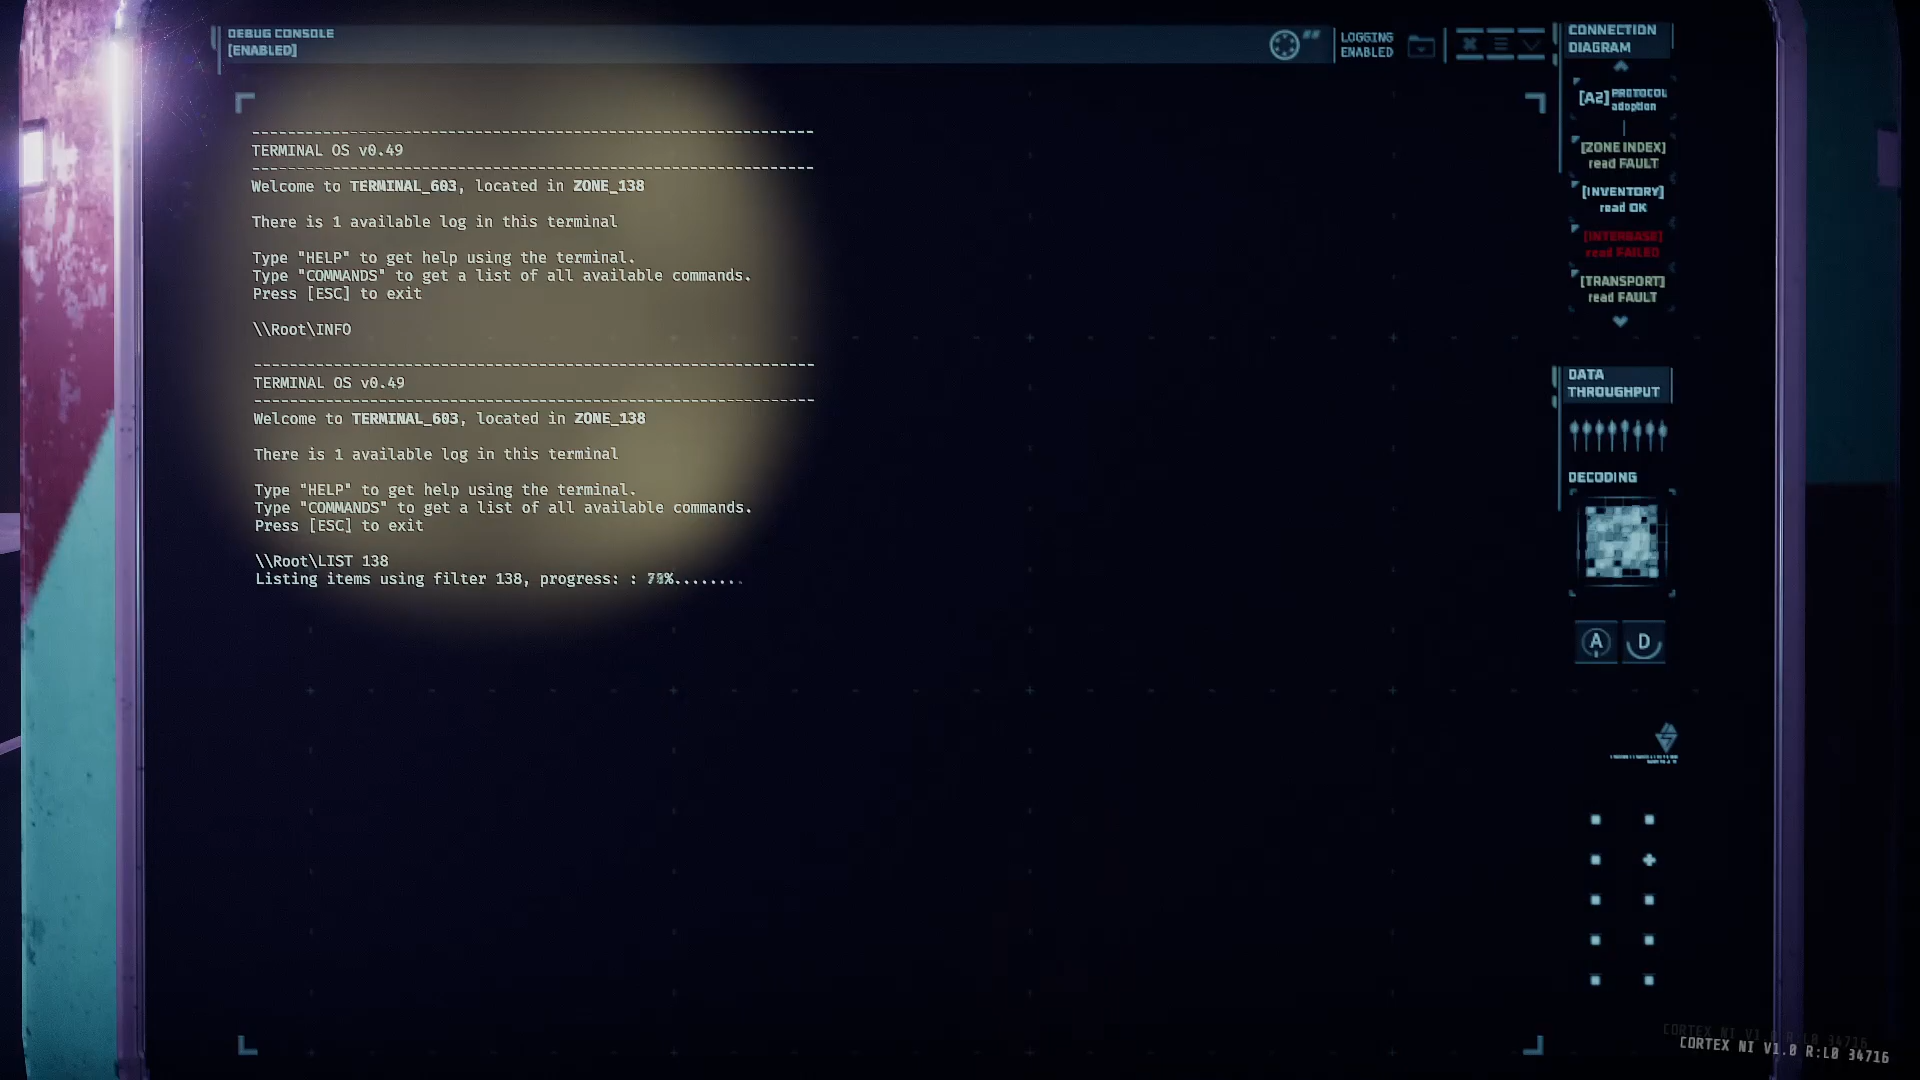 DEBUG CONSOLE
[ENABLED]
LOGGING
ENABLED
--------------------------------------------------------------
TERMINAL OS v0.49
--------------------------------------------------------------
Welcome to TERMINAL_603, located in ZONE_138
There is 1 available log in this terminal
Type "HELP" to get help using the terminal.
Type "COMMANDS" to get a list of all available commands.
Press [ESC] to exit
\\Root\INFO
--------------------------------------------------------------
TERMINAL OS v0.49
--------------------------------------------------------------
Welcome to TERMINAL_603, located in ZONE_138
There is 1 available log in this terminal
Type "HELP" to get help using the terminal.
Type "COMMANDS" to get a list of all available commands.
Press [ESC] to exit
\\Root\LIST 138
Listing items using filter 138, progress: :
CONNECTION
DIAGRAM
[A2] PROTOCOL
adoption
[ZONE INDEX]
read FAULT
[INVENTORY]
read OK
[INTERBASE]
read FAILED
[TRANSPORT]
read FAULT
DATA
THROUGHPUT
DECODING
A D
CORTEX NI V1.0 R:L0 34716